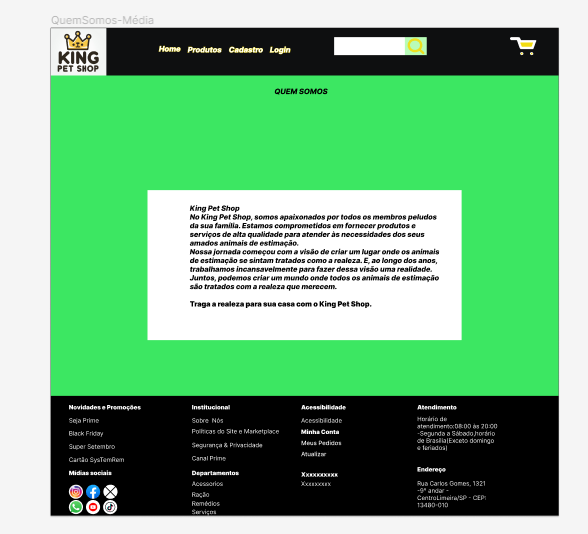 QuemSomos-Média
KING
PET SHOP
Home Produtos Cadastro Login
QUEM SOMOS
King Pet Shop
No King Pet Shop, somos apaixonados por todos os membros peludos
da sua família. Estamos comprometidos em fornecer produtos e
serviços de alta qualidade para atender às necessidades dos seus
amados animais de estimação.
Nossa jornada começou com a visão de criar um lugar onde os animais
de estimação se sintam tratados como a realeza. E, ao longo dos anos,
trabalhamos incansavelmente para fazer dessa visão uma realidade.
Juntos, podemos criar um mundo onde todos os animais de estimação
são tratados com a realeza que merecem.
Traga a realeza para sua casa com o King Pet Shop.
Novidades e Promoções
Seja Prime
Black Friday
Super Setembro
Cartão SysTemRem
Mídias sociais
Institucional
Sobre Nós
Políticas do Site e Marketplace
Segurança & Privacidade
Canal Prime
Departamentos
Acessorios
Ração
Remédios
Serviços
Acessibilidade
Acessibilidade
Minha Conta
Meus Pedidos
Atualizar
Xxxxxxxxxx
Xxxxxxxxx
Atendimento
Horário de
atendimento:08:00 às 20:00
-Segunda a Sábado,horário
de Brasília(Exceto domingo
e feriados)
Endereço
Rua Carlos Gomes, 1321
-9º andar -
CentroLimeira/SP - CEP:
13480-010